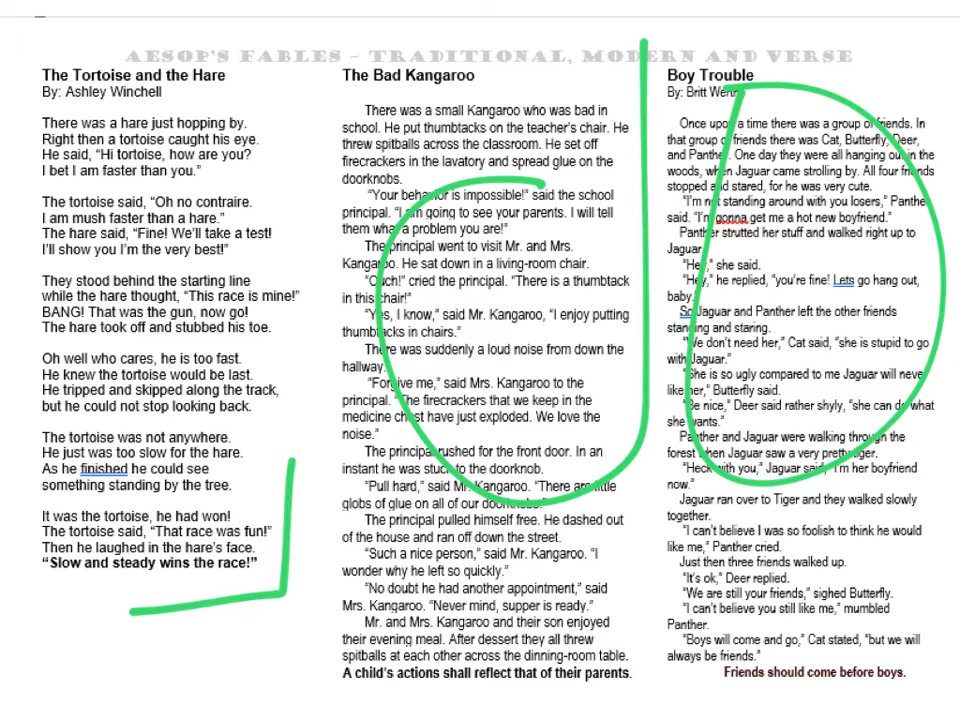 AESOP'S FABLES ~ TRADITIONAL, MODERN AND VERSE
The Tortoise and the Hare
By: Ashley Winchell
There was a hare just hopping by.
Right then a tortoise caught his eye.
He said, “Hi tortoise, how are you?
I bet I am faster than you.”
The tortoise said, “Oh no contraire.
I am mush faster than a hare.”
The hare said, “Fine! We'll take a test!
I'll show you I'm the very best!”
They stood behind the starting line
while the hare thought, “This race is mine!”
BANG! That was the gun, now go!
The hare took off and stubbed his toe.
Oh well who cares, he is too fast.
He knew the tortoise would be last.
He tripped and skipped along the track,
but he could not stop looking back.
The tortoise was not anywhere.
He just was too slow for the hare.
As he finished he could see
something standing by the tree.
It was the tortoise, he had won!
The tortoise said, “That race was fun!”
Then he laughed in the hare's face.
“Slow and steady wins the race!”
The Bad Kangaroo
There was a small Kangaroo who was bad in
school. He put thumbtacks on the teacher's chair. He
threw spitballs across the classroom. He set off
firecrackers in the lavatory and spread glue on the
doorknobs.
“Your behavior is impossible!” said the school
principal. “I am going to see your parents. I will tell
them what a problem you are!”
The principal went to visit Mr. and Mrs.
Kangaroo. He sat down in a living-room chair.
“Ouch!” cried the principal. “There is a thumbtack
in this chair!”
“Yes, I know,” said Mr. Kangaroo, “I enjoy putting
thumbtacks in chairs.”
There was suddenly a loud noise from down the
hallway.
“Forgive me,” said Mrs. Kangaroo to the
principal. “The firecrackers that we keep in the
medicine chest have just exploded. We love the
noise.”
The principal rushed for the front door. In an
instant he was stuck to the doorknob.
“Pull hard,” said Mr. Kangaroo. “There are little
globs of glue on all of our doorknobs.”
The principal pulled himself free. He dashed out
of the house and ran off down the street.
“Such a nice person,” said Mr. Kangaroo. “I
wonder why he left so quickly.”
“No doubt he had another appointment,” said
Mrs. Kangaroo. “Never mind, supper is ready.”
Mr. and Mrs. Kangaroo and their son enjoyed
their evening meal. After dessert they all threw
spitballs at each other across the dinning-room table.
A child's actions shall reflect that of their parents.
Boy Trouble
By: Britt
Once upon a time there was a group of friends. In
that group of friends there was Cat, Butterfly, Deer,
and Panther. One day they were all hanging out in the
woods, when Jaguar came strolling by. All four friends
stopped and stared, for he was very cute.
“I'm not standing around with you losers,” Panther
said. “I'm gonna get me a hot new boyfriend.”
Panther strutted her stuff and walked right up to
Jaguar.
“Hey,” she said.
“Hey,” he replied, “you're fine! Lets go hang out,
baby.”
So Jaguar and Panther left the other friends
standing and staring.
“We don't need her,” Cat said, “she is stupid to go
with Jaguar.”
“She is so ugly compared to me Jaguar will never
like her,” Butterfly said.
“Be nice,” Deer said rather shyly, “she can do what
she wants.”
Panther and Jaguar were walking through the
forest when Jaguar saw a very pretty tiger.
“Heck with you,” Jaguar said, “I'm her boyfriend
now.”
Jaguar ran over to Tiger and they walked slowly
together.
“I can't believe I was so foolish to think he would
like me,” Panther cried.
Just then three friends walked up.
“It's ok,” Deer replied.
“We are still your friends,” sighed Butterfly.
“I can't believe you still like me,” mumbled
Panther.
“Boys will come and go,” Cat stated, “but we will
always be friends.”
Friends should come before boys.